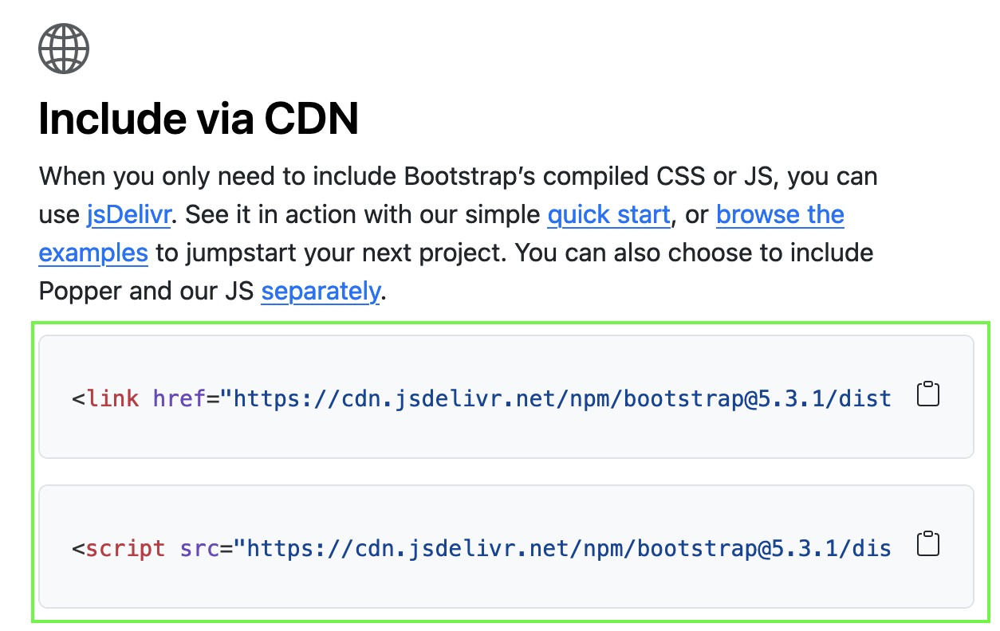 Include via CDN
When you only need to include Bootstrap’s compiled CSS or JS, you can
use jsDelivr. See it in action with our simple quick start, or browse the
examples to jumpstart your next project. You can also choose to include
Popper and our JS separately.
<link href="https://cdn.jsdelivr.net/npm/bootstrap@5.3.1/dist
<script src="https://cdn.jsdelivr.net/npm/bootstrap@5.3.1/dis